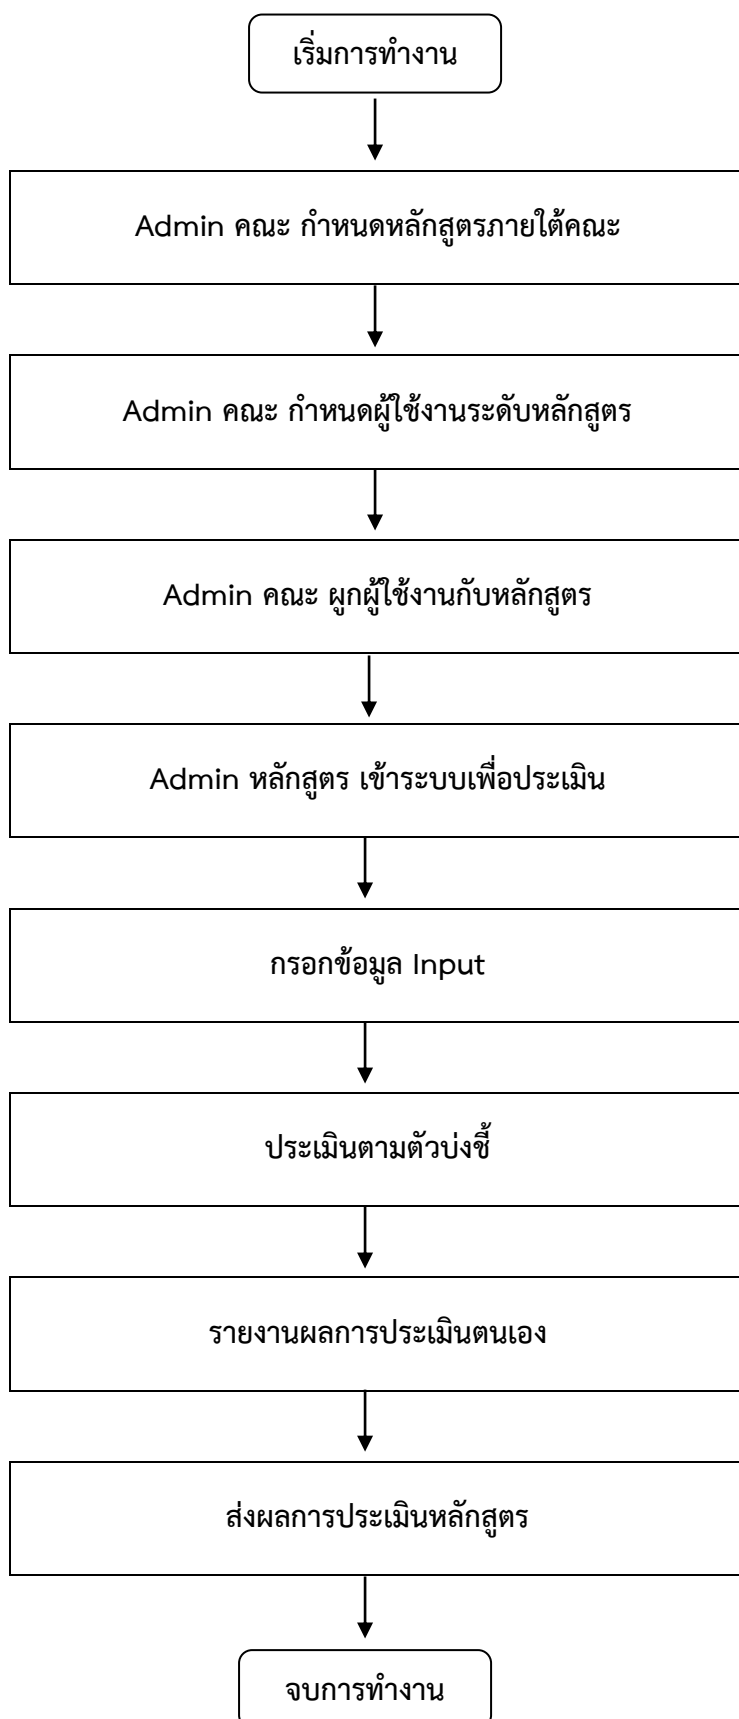 เริ่มการทำงาน
Admin คณะ กำหนดหลักสูตรภายใต้คณะ
Admin คณะ กำหนดผู้ใช้งานระดับหลักสูตร
Admin คณะ ผูกผู้ใช้งานกับหลักสูตร
Admin หลักสูตร เข้าระบบเพื่อประเมิน
กรอกข้อมูล Input
ประเมินตามตัวบ่งชี้
รายงานผลการประเมินตนเอง
ส่งผลการประเมินหลักสูตร
จบการทำงาน